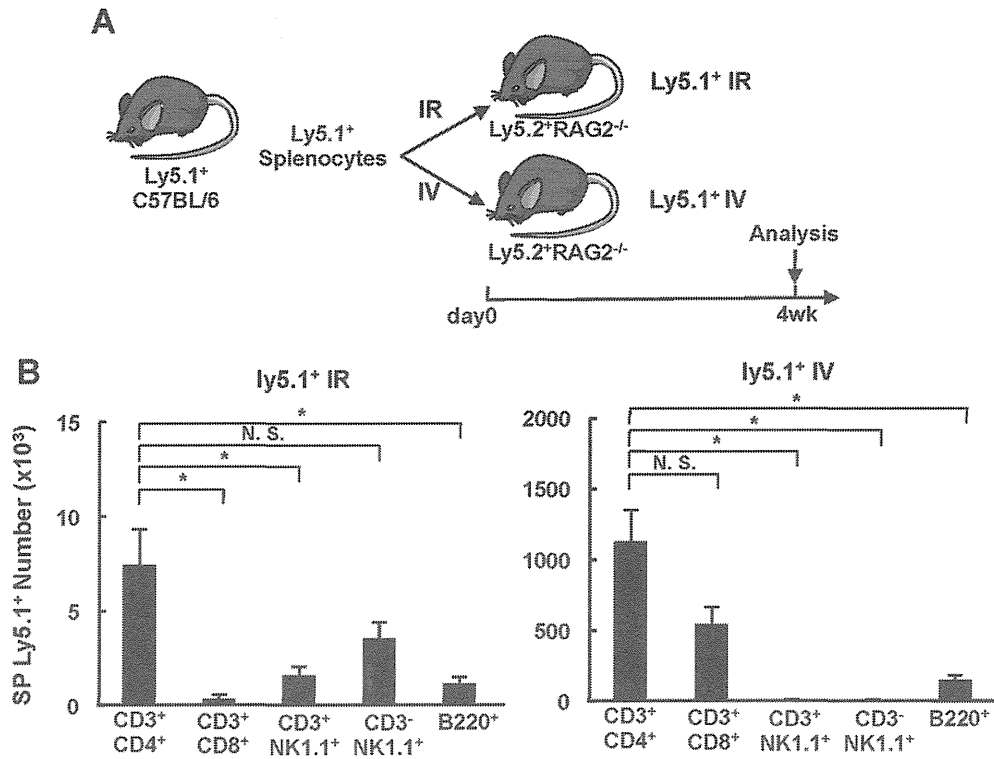 A
Ly5.1+
C57BL/6
Ly5.1+
Splenocytes
IR
IV
Ly5.2+RAG2-/-
Ly5.1+ IR
Ly5.2+RAG2-/-
Ly5.1+ IV
Analysis
day0
4wk
B
ly5.1+ IR
SP Ly5.1+ Number (x10³)
15
10
5
0
*
N. S.
*
*
CD3+
CD4+
CD3+
CD8+
CD3+
NK1.1+
CD3-
NK1.1+
B220+
ly5.1+ IV
2000
1500
1000
500
0
*
*
*
N. S.
CD3+
CD4+
CD3+
CD8+
CD3+
NK1.1+
CD3-
NK1.1+
B220+